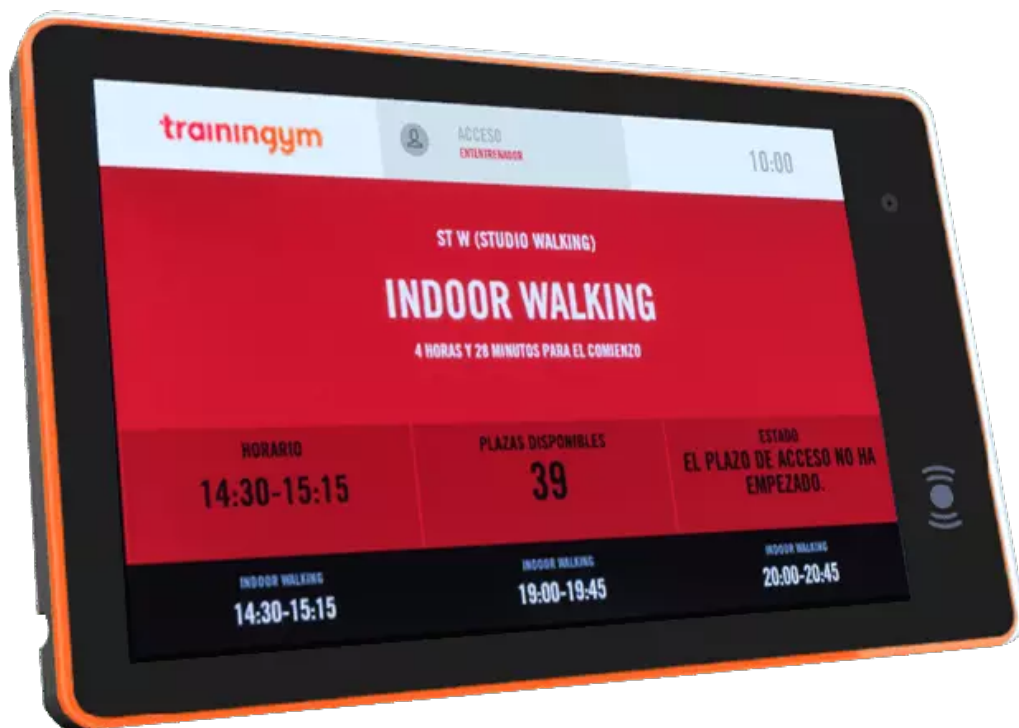 trainingym
ACCESO
ENTENTRENADOR
10:00
ST W (STUDIO WALKING)
INDOOR WALKING
4 HORAS Y 28 MINUTOS PARA EL COMIENZO
HORARIO
14:30-15:15
PLAZAS DISPONIBLES
39
ESTADO
EL PLAZO DE ACCESO NO HA
EMPEZADO.
INDOOR WALKING
14:30-15:15
INDOOR WALKING
19:00-19:45
INDOOR WALKING
20:00-20:45